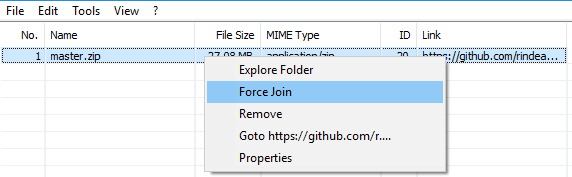 File Edit Tools View ?
No. Name File Size MIME Type ID Link
1 master.zip 27.08 MB application/zip 20 https://github.com/rindea...
Explore Folder
Force Join
Remove
Goto https://github.com/r....
Properties